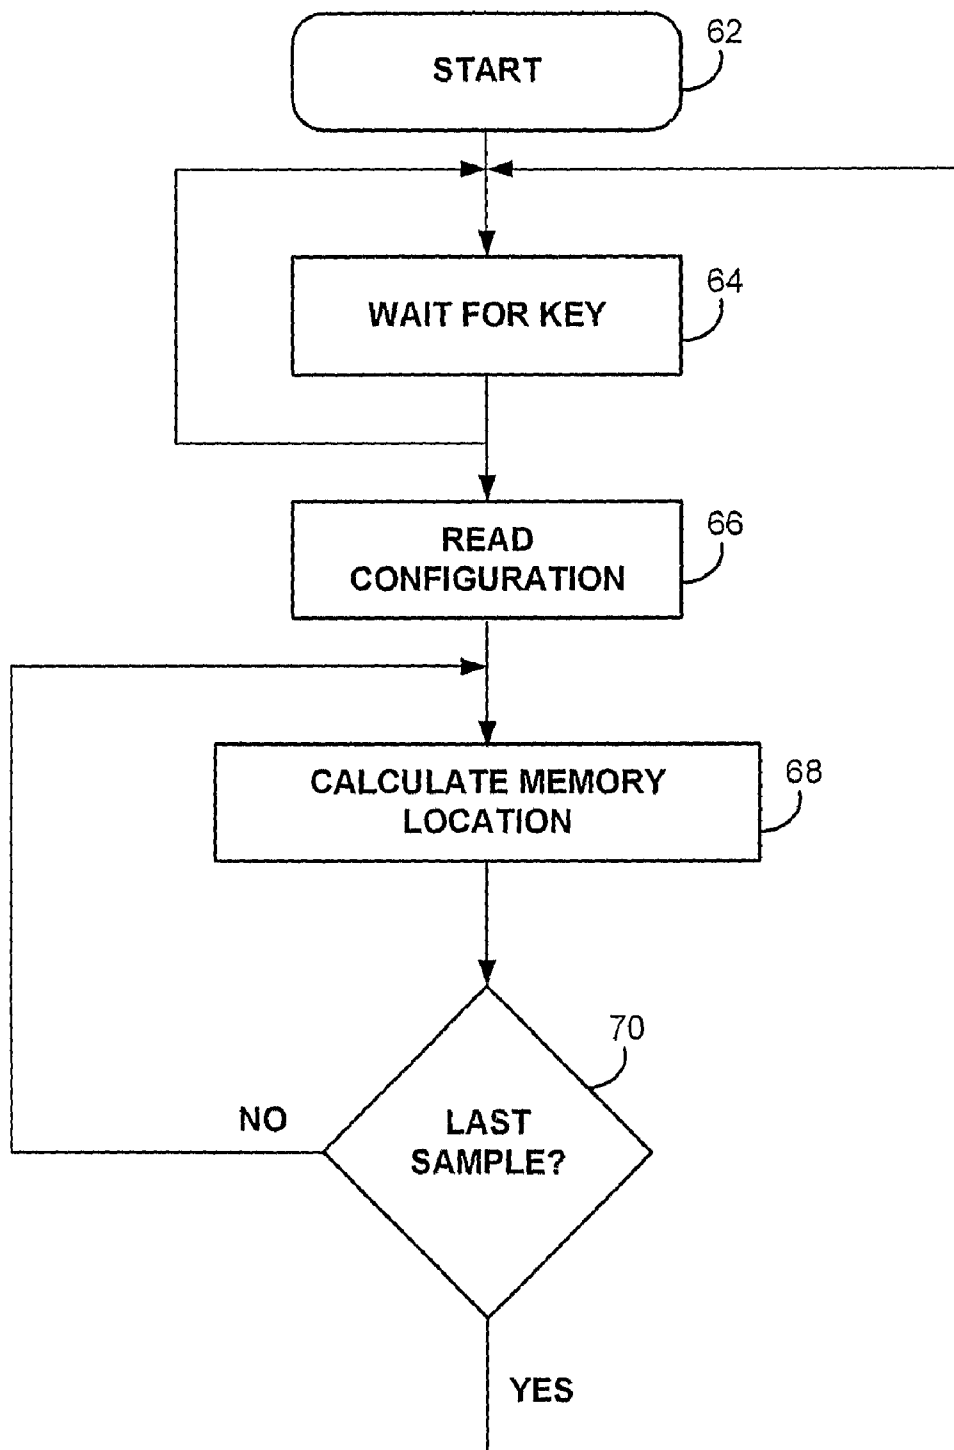 START
62
WAIT FOR KEY
64
READ
CONFIGURATION
66
CALCULATE MEMORY
LOCATION
68
70
LAST
SAMPLE?
NO
YES